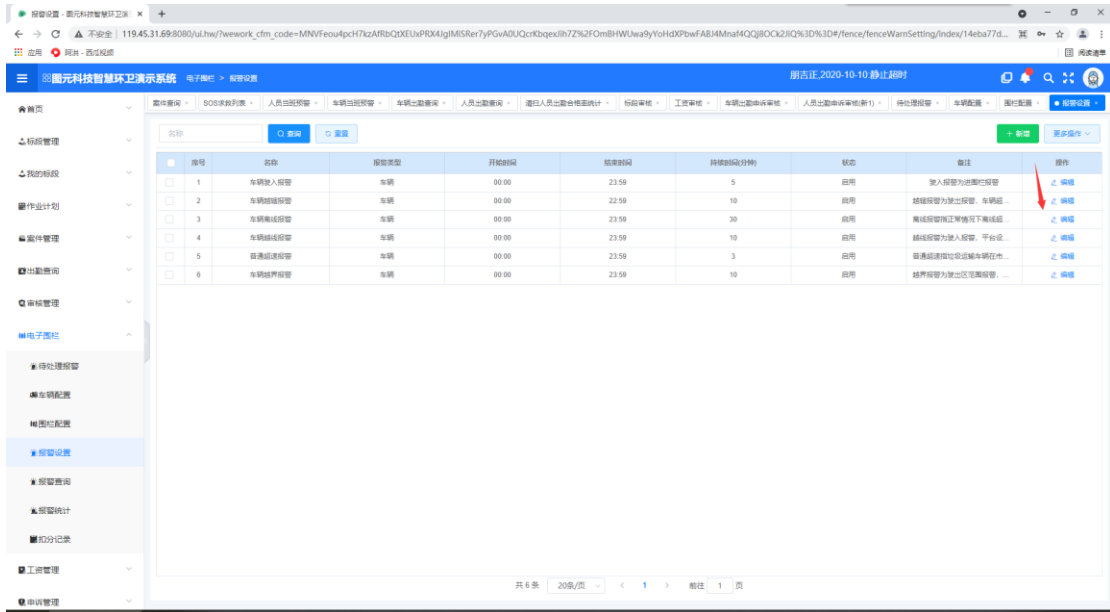 报警设置 - 图元科技智慧环卫演
不安全 | 119.45.31.69:8080/ui.hw/?wework_cfm_code=
#/fence/fenceWarnSetting/index/14eba77d...
应用 阿洪 - 西瓜视频 阅读清单
图元科技智慧环卫演示系统 电子围栏 > 报警设置 朋吉正,2020-10-10 静止超时
首页
标段管理
我的标段
作业计划
案件管理
出勤查询
审核管理
电子围栏
待处理报警
车辆配置
围栏配置
报警设置
报警查询
报警统计
扣分记录
工资管理
申诉管理
案件查询 SOS求救列表 人员当班预警 车辆当班预警 车辆出勤查询 人员出勤查询 清扫人员出勤合格率统计 标段审核 工资审核 车辆出勤申诉审核 人员出勤申诉审核(新1) 待处理报警 车辆配置 围栏配置 报警设置
名称 查询 重置 + 新增 更多操作
序号 名称 报警类型 开始时间 结束时间 持续时间(分钟) 状态 备注 操作
1 车辆驶入报警 车辆 00:00 23:59 5 启用 驶入报警为进围栏报警 编辑
2 车辆越城报警 车辆 00:00 22:59 10 启用 越城报警为驶出报警、车辆超... 编辑
3 车辆离线报警 车辆 00:00 23:59 30 启用 离线报警指正常情况下离线超... 编辑
4 车辆越线报警 车辆 00:00 23:59 10 启用 越线报警为驶入报警，平台设... 编辑
5 普通超速报警 车辆 00:00 23:59 3 启用 普通超速指垃圾运输车辆在市... 编辑
6 车辆越界报警 车辆 00:00 23:59 10 启用 越界报警为驶出区范围报警，... 编辑
共 6 条 20条/页 < 1 > 前往 1 页